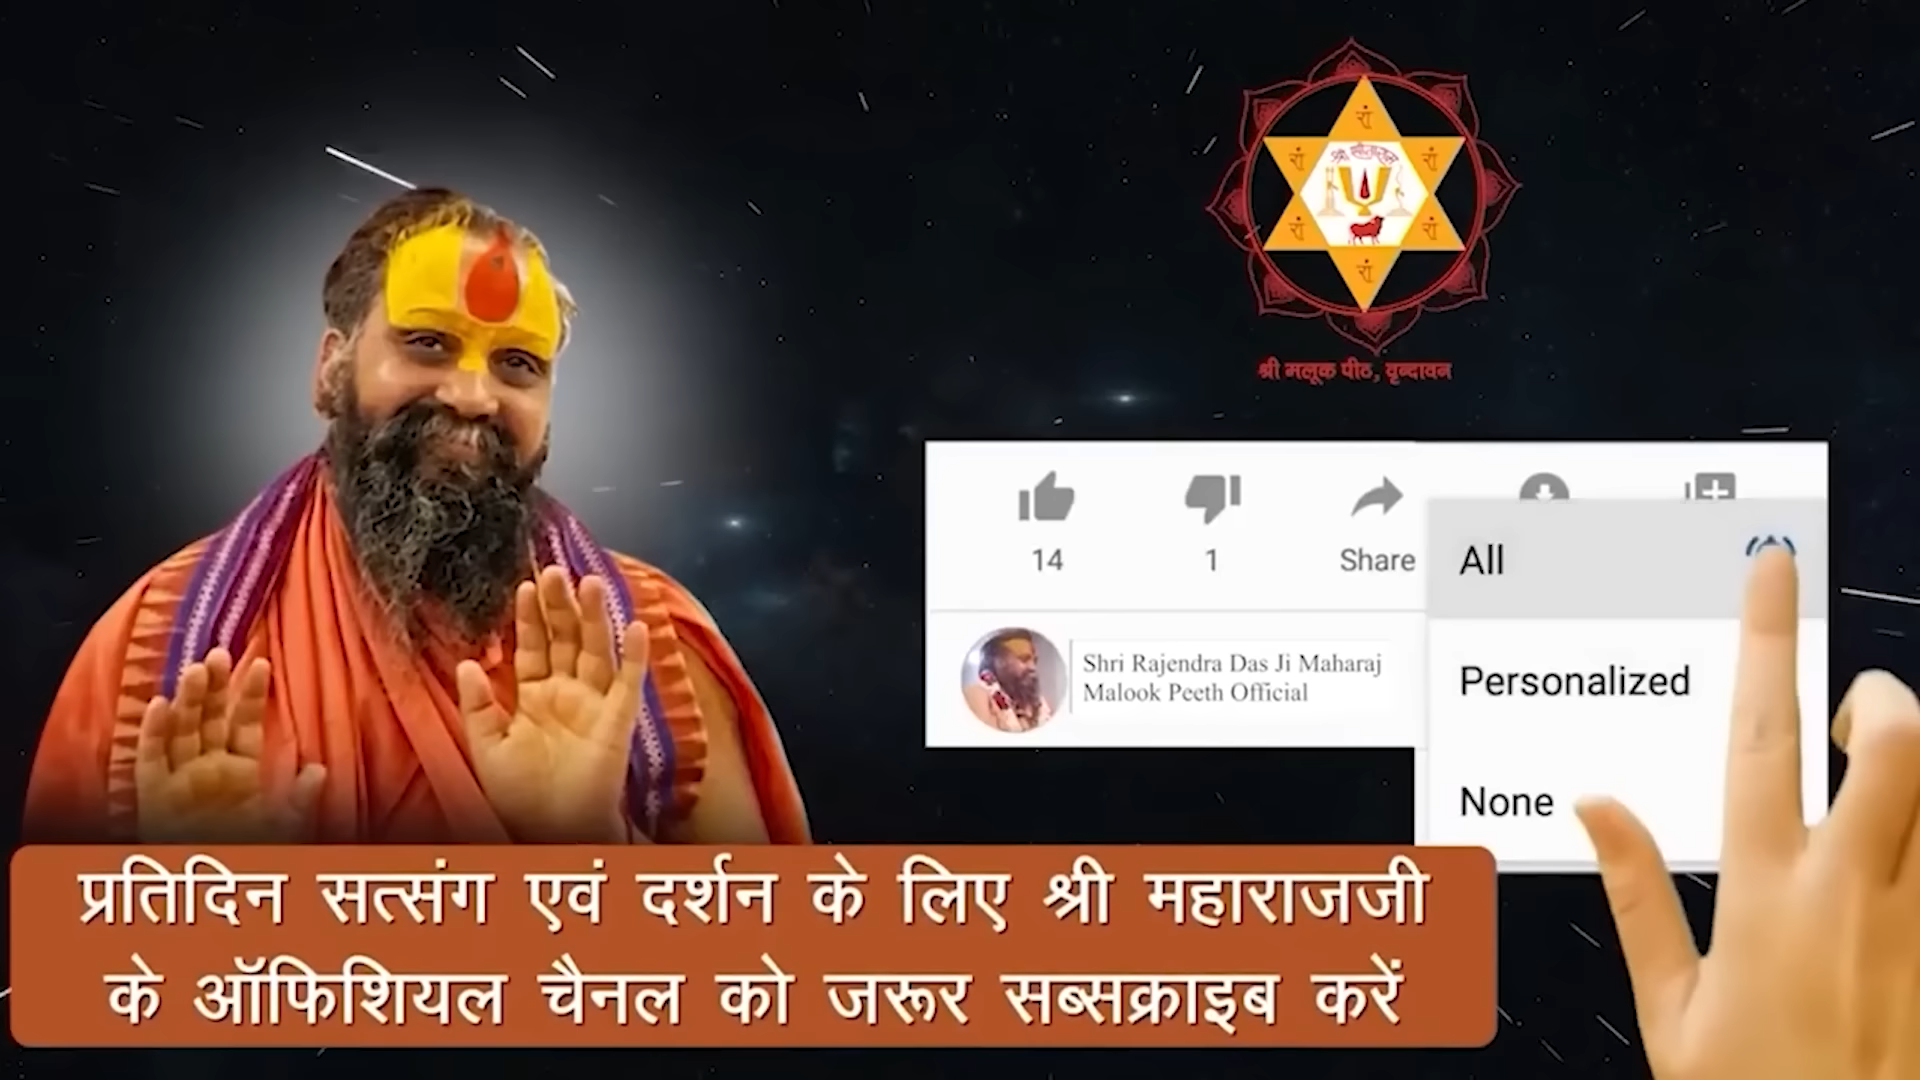 रां
रां
रां
श्री सीताराम
रां
रां
रां
श्री मलूक पीठ, वृन्दावन
14
1
Share
All
Personalized
None
Shri Rajendra Das Ji Maharaj
Malook Peeth Official
प्रतिदिन सत्संग एवं दर्शन के लिए श्री महाराजजी
के ऑफिशियल चैनल को जरूर सब्सक्राइब करें